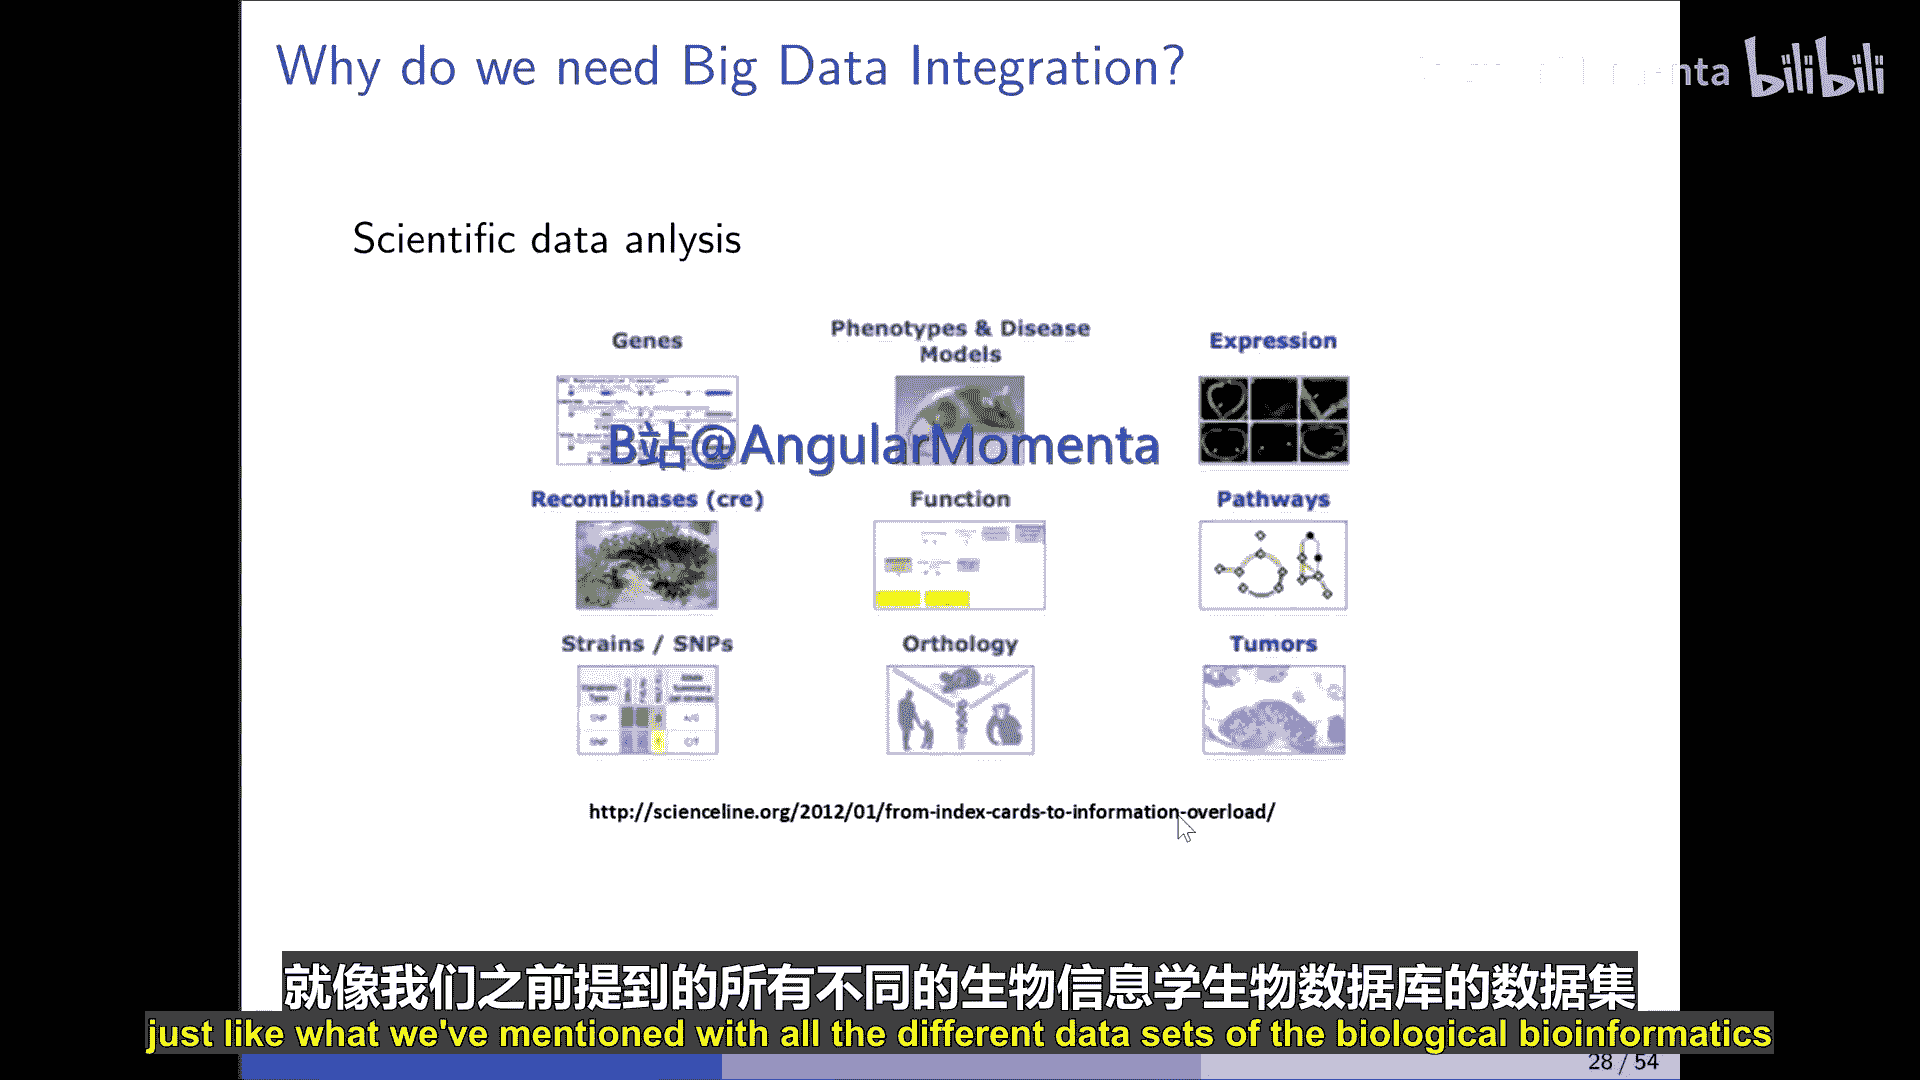 Why do we need Big Data Integration?
nta bilibili
Scientific data anlysis
Genes
Phenotypes & Disease
Models
Expression
B站@AngularMomenta
Recombinases (cre)
Function
Pathways
Strains / SNPs
Orthology
Tumors
SNP
SNP
http://scienceline.org/2012/01/from-index-cards-to-information-overload/
就像我们之前提到的所有不同的生物信息学生物数据库的数据集
just like what we've mentioned with all the different data sets of the biological bioinformatics
28 / 54